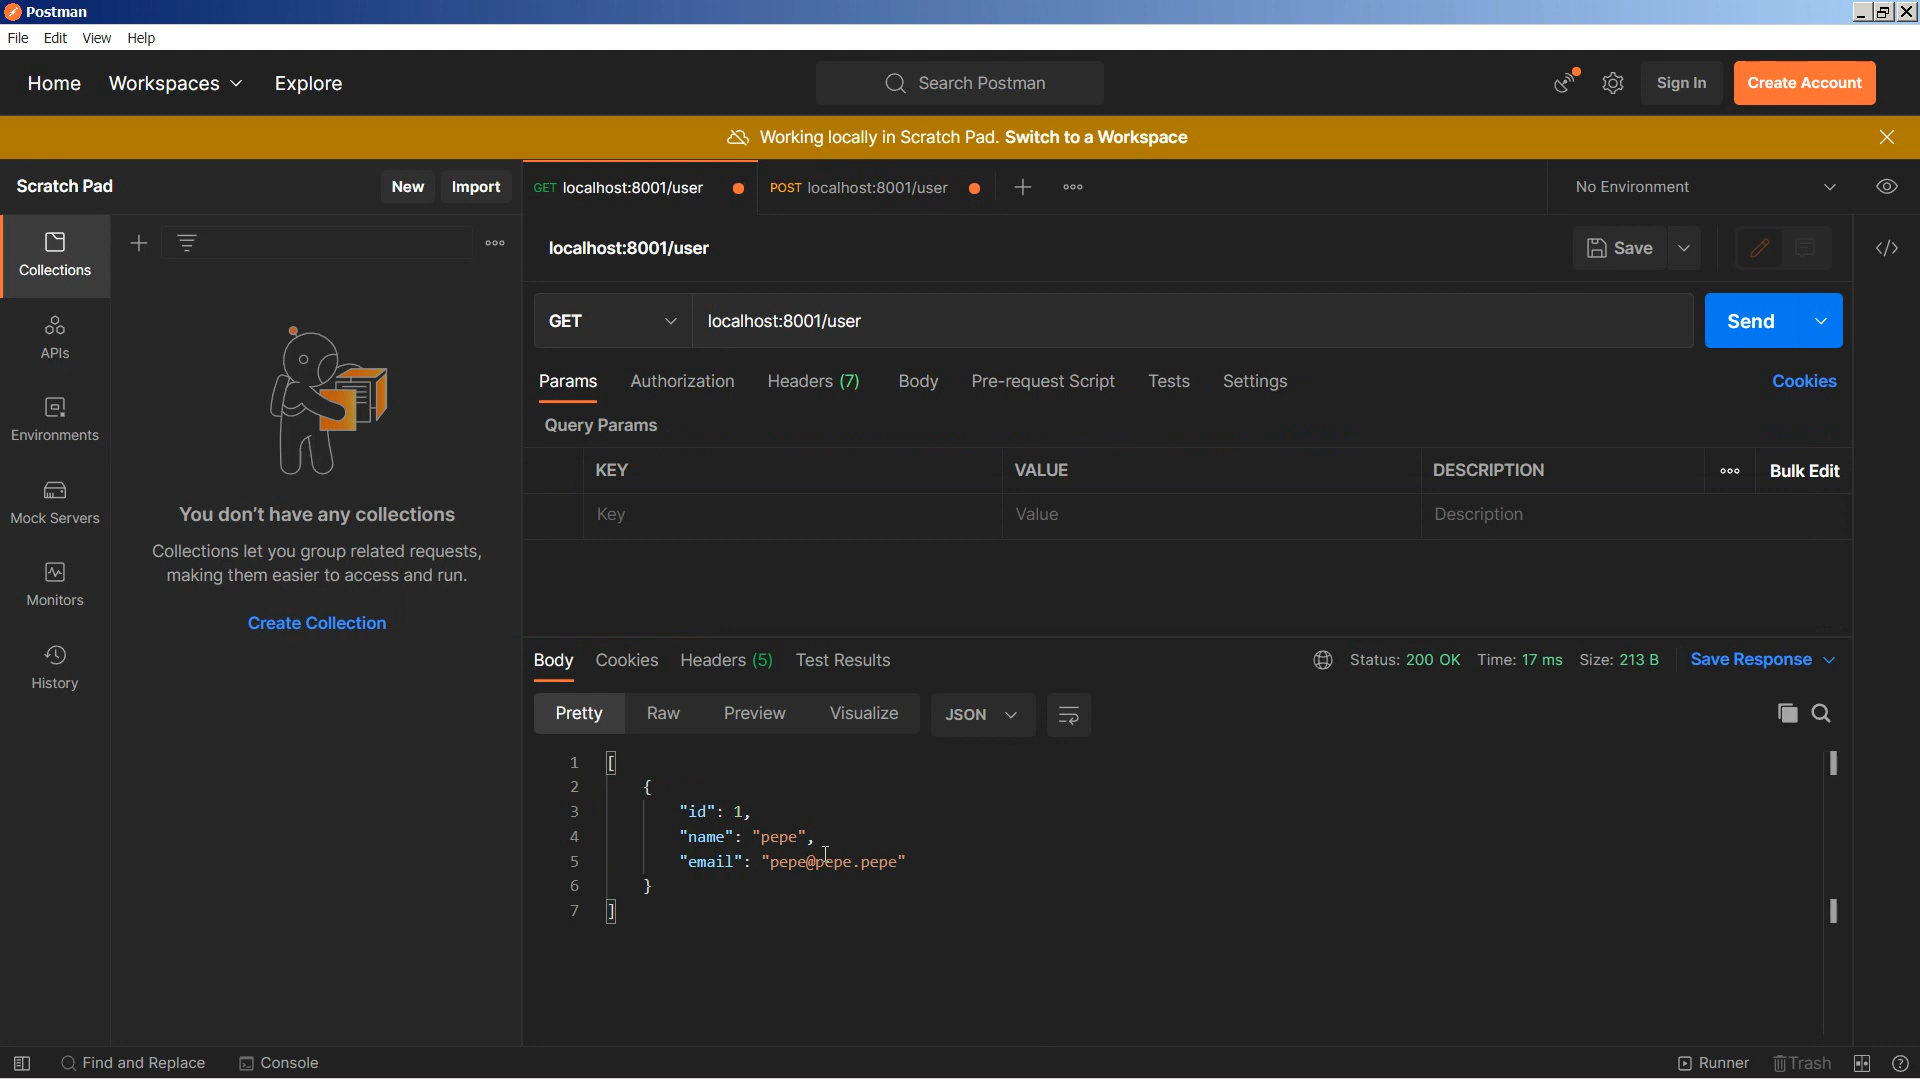 Postman
File Edit View Help
Home Workspaces Explore Search Postman Sign In Create Account
Working locally in Scratch Pad. Switch to a Workspace
Scratch Pad New Import GET localhost:8001/user POST localhost:8001/user No Environment
Collections
APIs
Environments
Mock Servers
Monitors
History
You don't have any collections
Collections let you group related requests,
making them easier to access and run.
Create Collection
localhost:8001/user Save
GET localhost:8001/user Send
Params Authorization Headers (7) Body Pre-request Script Tests Settings Cookies
Query Params
KEY VALUE DESCRIPTION Bulk Edit
Key Value Description
Body Cookies Headers (5) Test Results Status: 200 OK Time: 17 ms Size: 213 B Save Response
Pretty Raw Preview Visualize JSON
1 [
2 {
3 "id": 1,
4 "name": "pepe",
5 "email": "pepe@pepe.pepe"
6 }
7 ]
Find and Replace Console Runner Trash